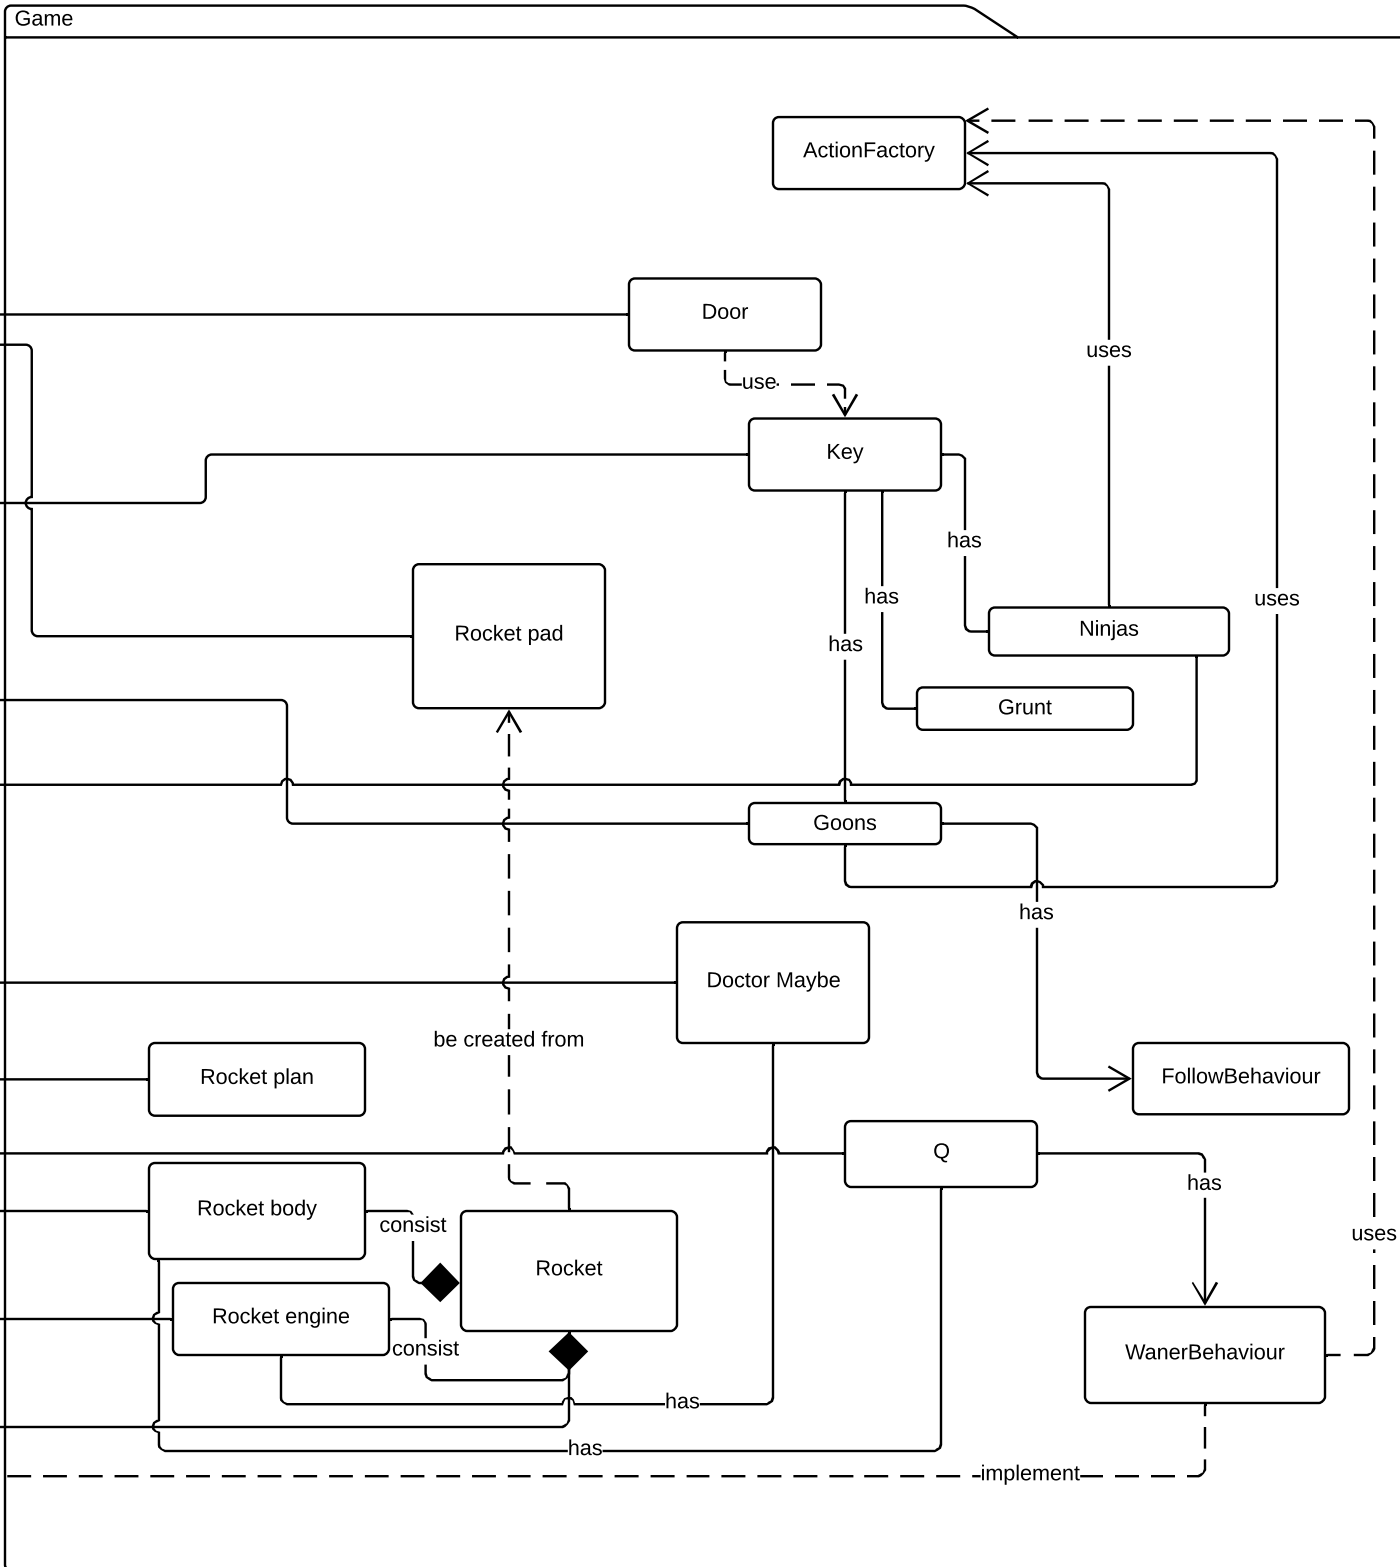 Game
ActionFactory
Door
uses
use
Key
has
has
uses
Rocket pad
Ninjas
has
Grunt
Goons
has
Doctor Maybe
be created from
Rocket plan
FollowBehaviour
Q
has
Rocket body
consist
uses
Rocket
Rocket engine
consist
WanerBehaviour
has
has
implement